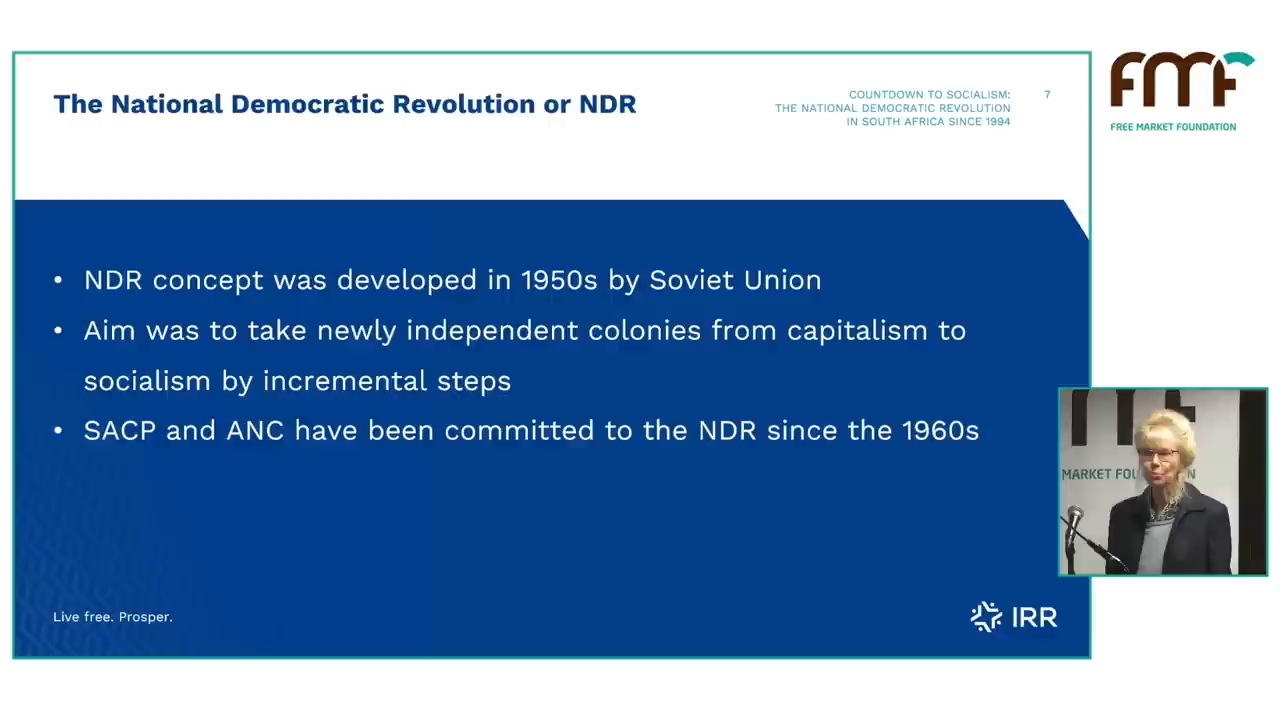 The National Democratic Revolution or NDR
COUNTDOWN TO SOCIALISM:
THE NATIONAL DEMOCRATIC REVOLUTION
IN SOUTH AFRICA SINCE 1994
7
fmf
FREE MARKET FOUNDATION
• NDR concept was developed in 1950s by Soviet Union
• Aim was to take newly independent colonies from capitalism to
socialism by incremental steps
• SACP and ANC have been committed to the NDR since the 1960s
MARKET FOU N
Live free. Prosper.
IRR